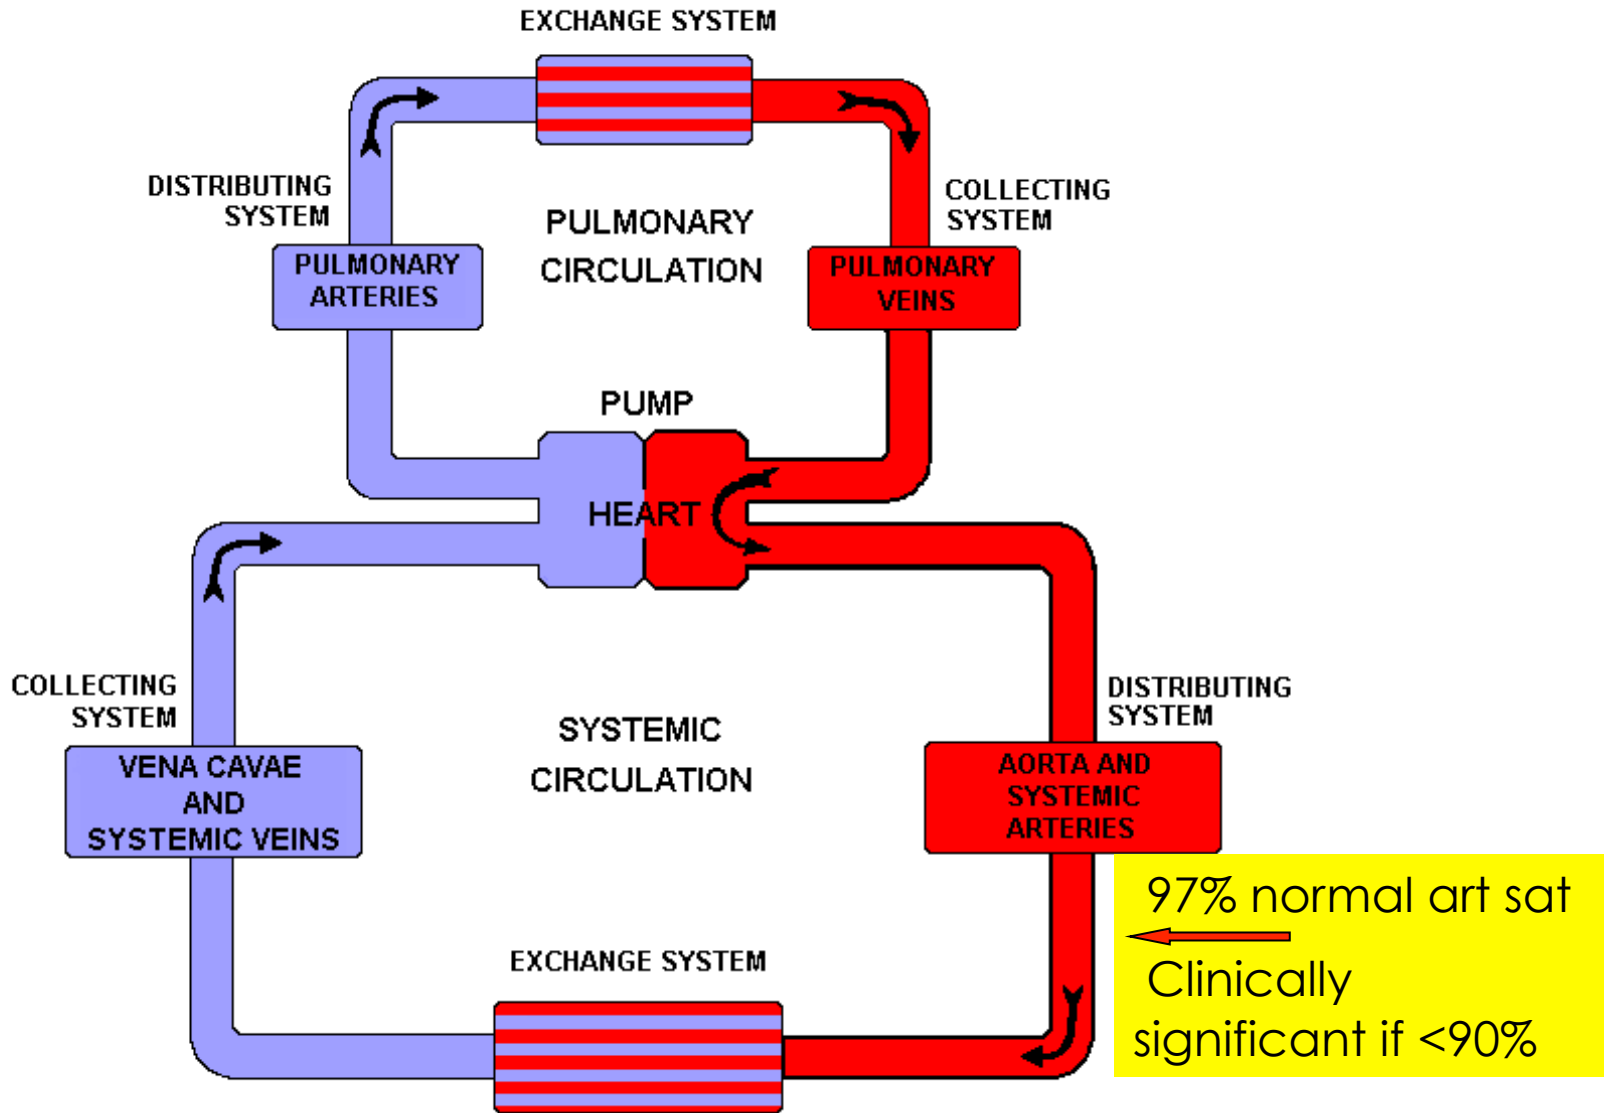 EXCHANGE SYSTEM
DISTRIBUTING
SYSTEM
PULMONARY
CIRCULATION
COLLECTING
SYSTEM
PULMONARY
ARTERIES
PULMONARY
VEINS
PUMP
HEART
COLLECTING
SYSTEM
SYSTEMIC
CIRCULATION
DISTRIBUTING
SYSTEM
VENA CAVAE
AND
SYSTEMIC VEINS
AORTA AND
SYSTEMIC
ARTERIES
97% normal art sat
Clinically
significant if <90%
EXCHANGE SYSTEM